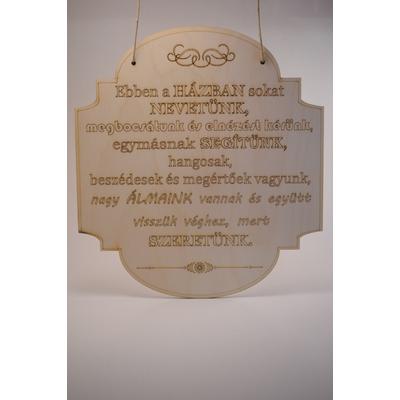 Ebben a HÁZBAN sokat
NEVETÜNK,
megbocsátunk és elnézést kérünk,
egymásnak SEGÍTÜNK,
hangosak,
beszédesek és megértőek vagyunk,
nagy ÁLMAINK vannak és együtt
visszük véghez, mert
SZERETÜNK.